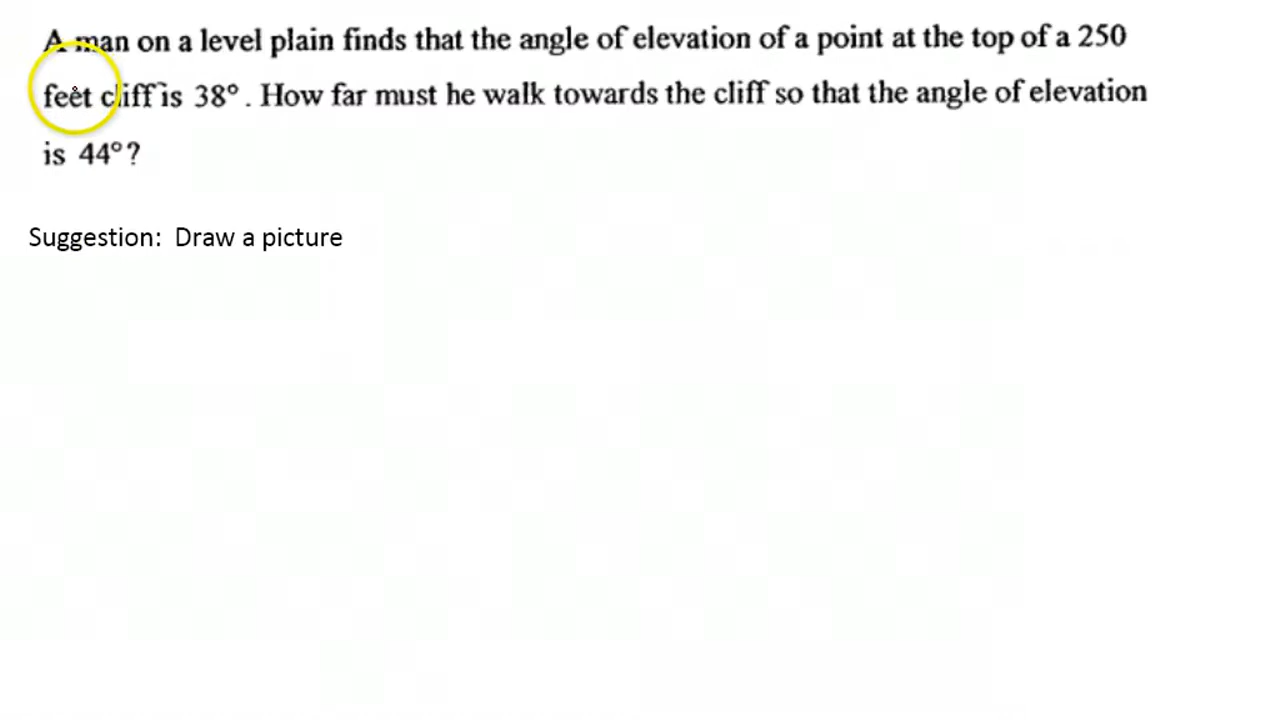 A man on a level plain finds that the angle of elevation of a point at the top of a 250
feet cliff is 38° . How far must he walk towards the cliff so that the angle of elevation
is 44°?
Suggestion: Draw a picture